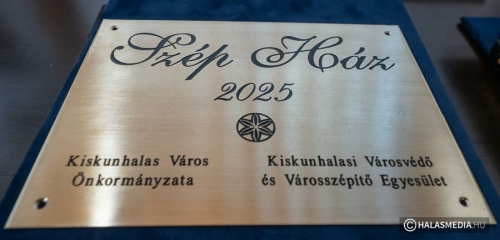 Szép Ház
2025
Kiskunhalas Város
Önkormányzata
Kiskunhalasi Városvédő
és Városszépítő Egyesület
©HALASMEDIA.HU